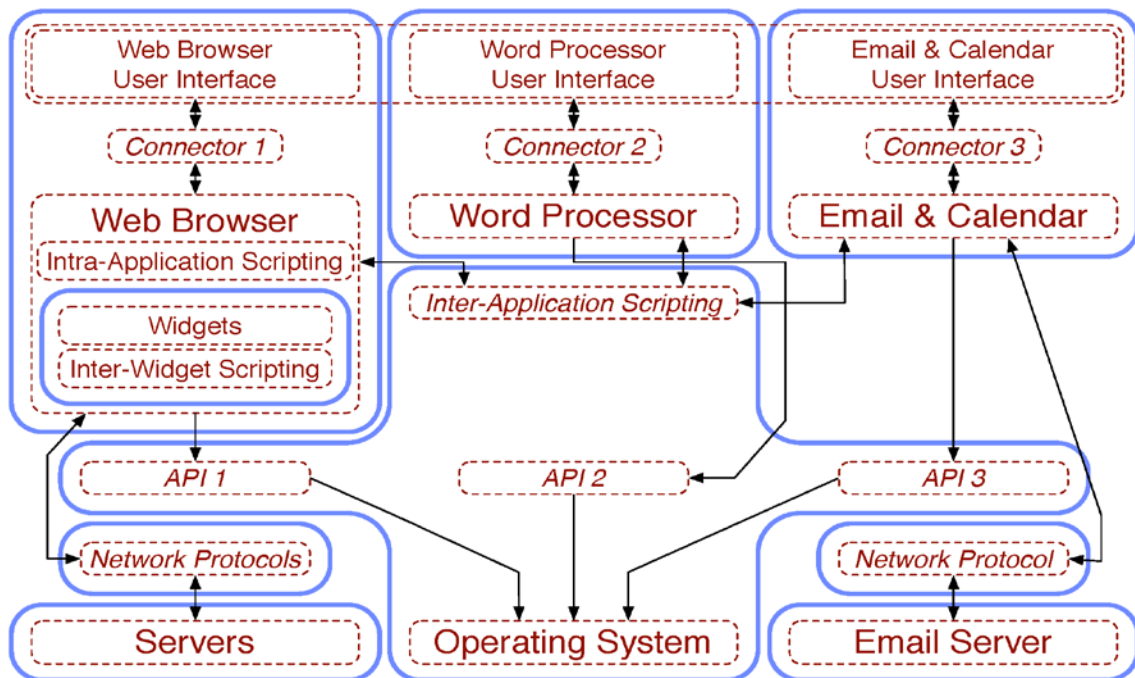 Web Browser
User Interface
Word Processor
User Interface
Email & Calendar
User Interface
Connector 1
Connector 2
Connector 3
Web Browser
Word Processor
Email & Calendar
Intra-Application Scripting
Inter-Application Scripting
Widgets
Inter-Widget Scripting
API 1
API 2
API 3
Network Protocols
Network Protocol
Servers
Operating System
Email Server